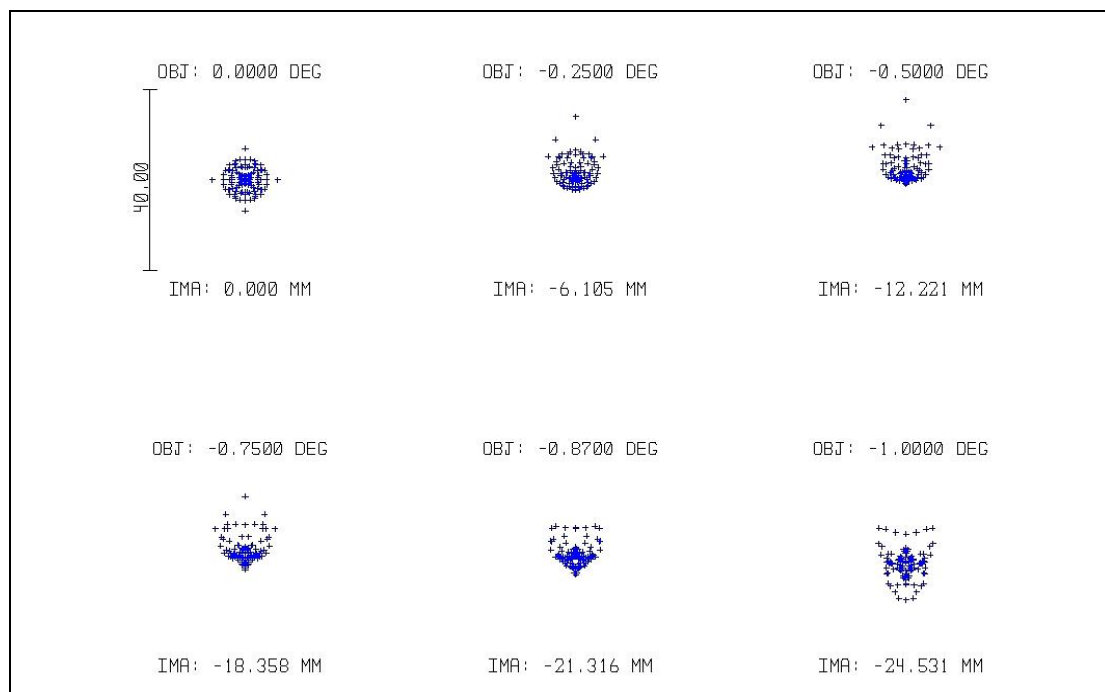 OBJ: 0.0000 DEG
OBJ: -0.2500 DEG
OBJ: -0.5000 DEG
40.00
IMA: 0.000 MM
IMA: -6.105 MM
IMA: -12.221 MM
OBJ: -0.7500 DEG
OBJ: -0.8700 DEG
OBJ: -1.0000 DEG
IMA: -18.358 MM
IMA: -21.316 MM
IMA: -24.531 MM